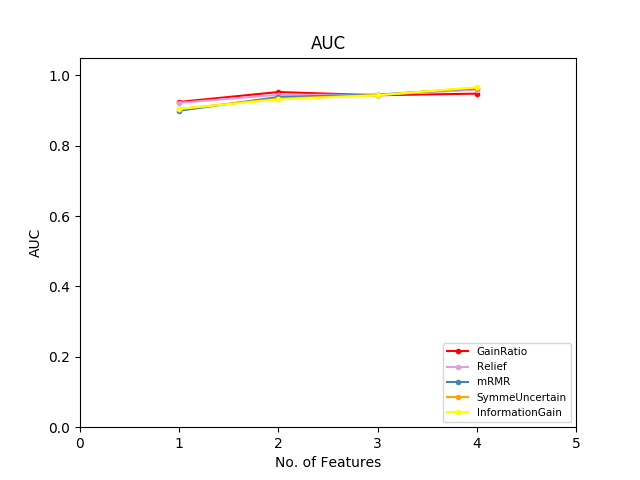 AUC
1.0
0.8
0.6
0.4
0.2
0.0
AUC
0 1 2 3 4 5
No. of Features
GainRatio
Relief
mRMR
SymmeUncertain
InformationGain